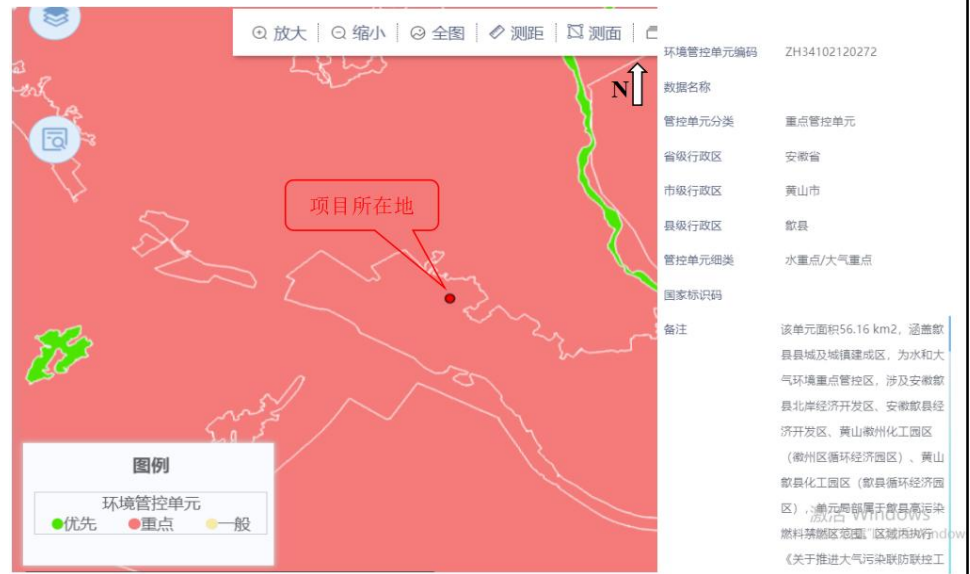 放大 缩小 全图 测距 测面
N
项目所在地
图例
环境管控单元
优先 重点 一般
环境管控单元编码 ZH34102120272
数据名称
管控单元分类 重点管控单元
省级行政区 安徽省
市级行政区 黄山市
县级行政区 歙县
管控单元细类 水重点/大气重点
国家标识码
备注 该单元面积56.16 km2，涵盖歙
县县城及城镇建成区，为水和大
气环境重点管控区，涉及安徽歙
县北岸经济开发区、安徽歙县经
济开发区、黄山徽州化工园区
（徽州区循环经济园区）、黄山
歙县化工园区（歙县循环经济园
区），单元局部属于歙县高污染
燃料禁燃区范围，区域内执行
《关于推进大气污染联防联控工
激活 Windows